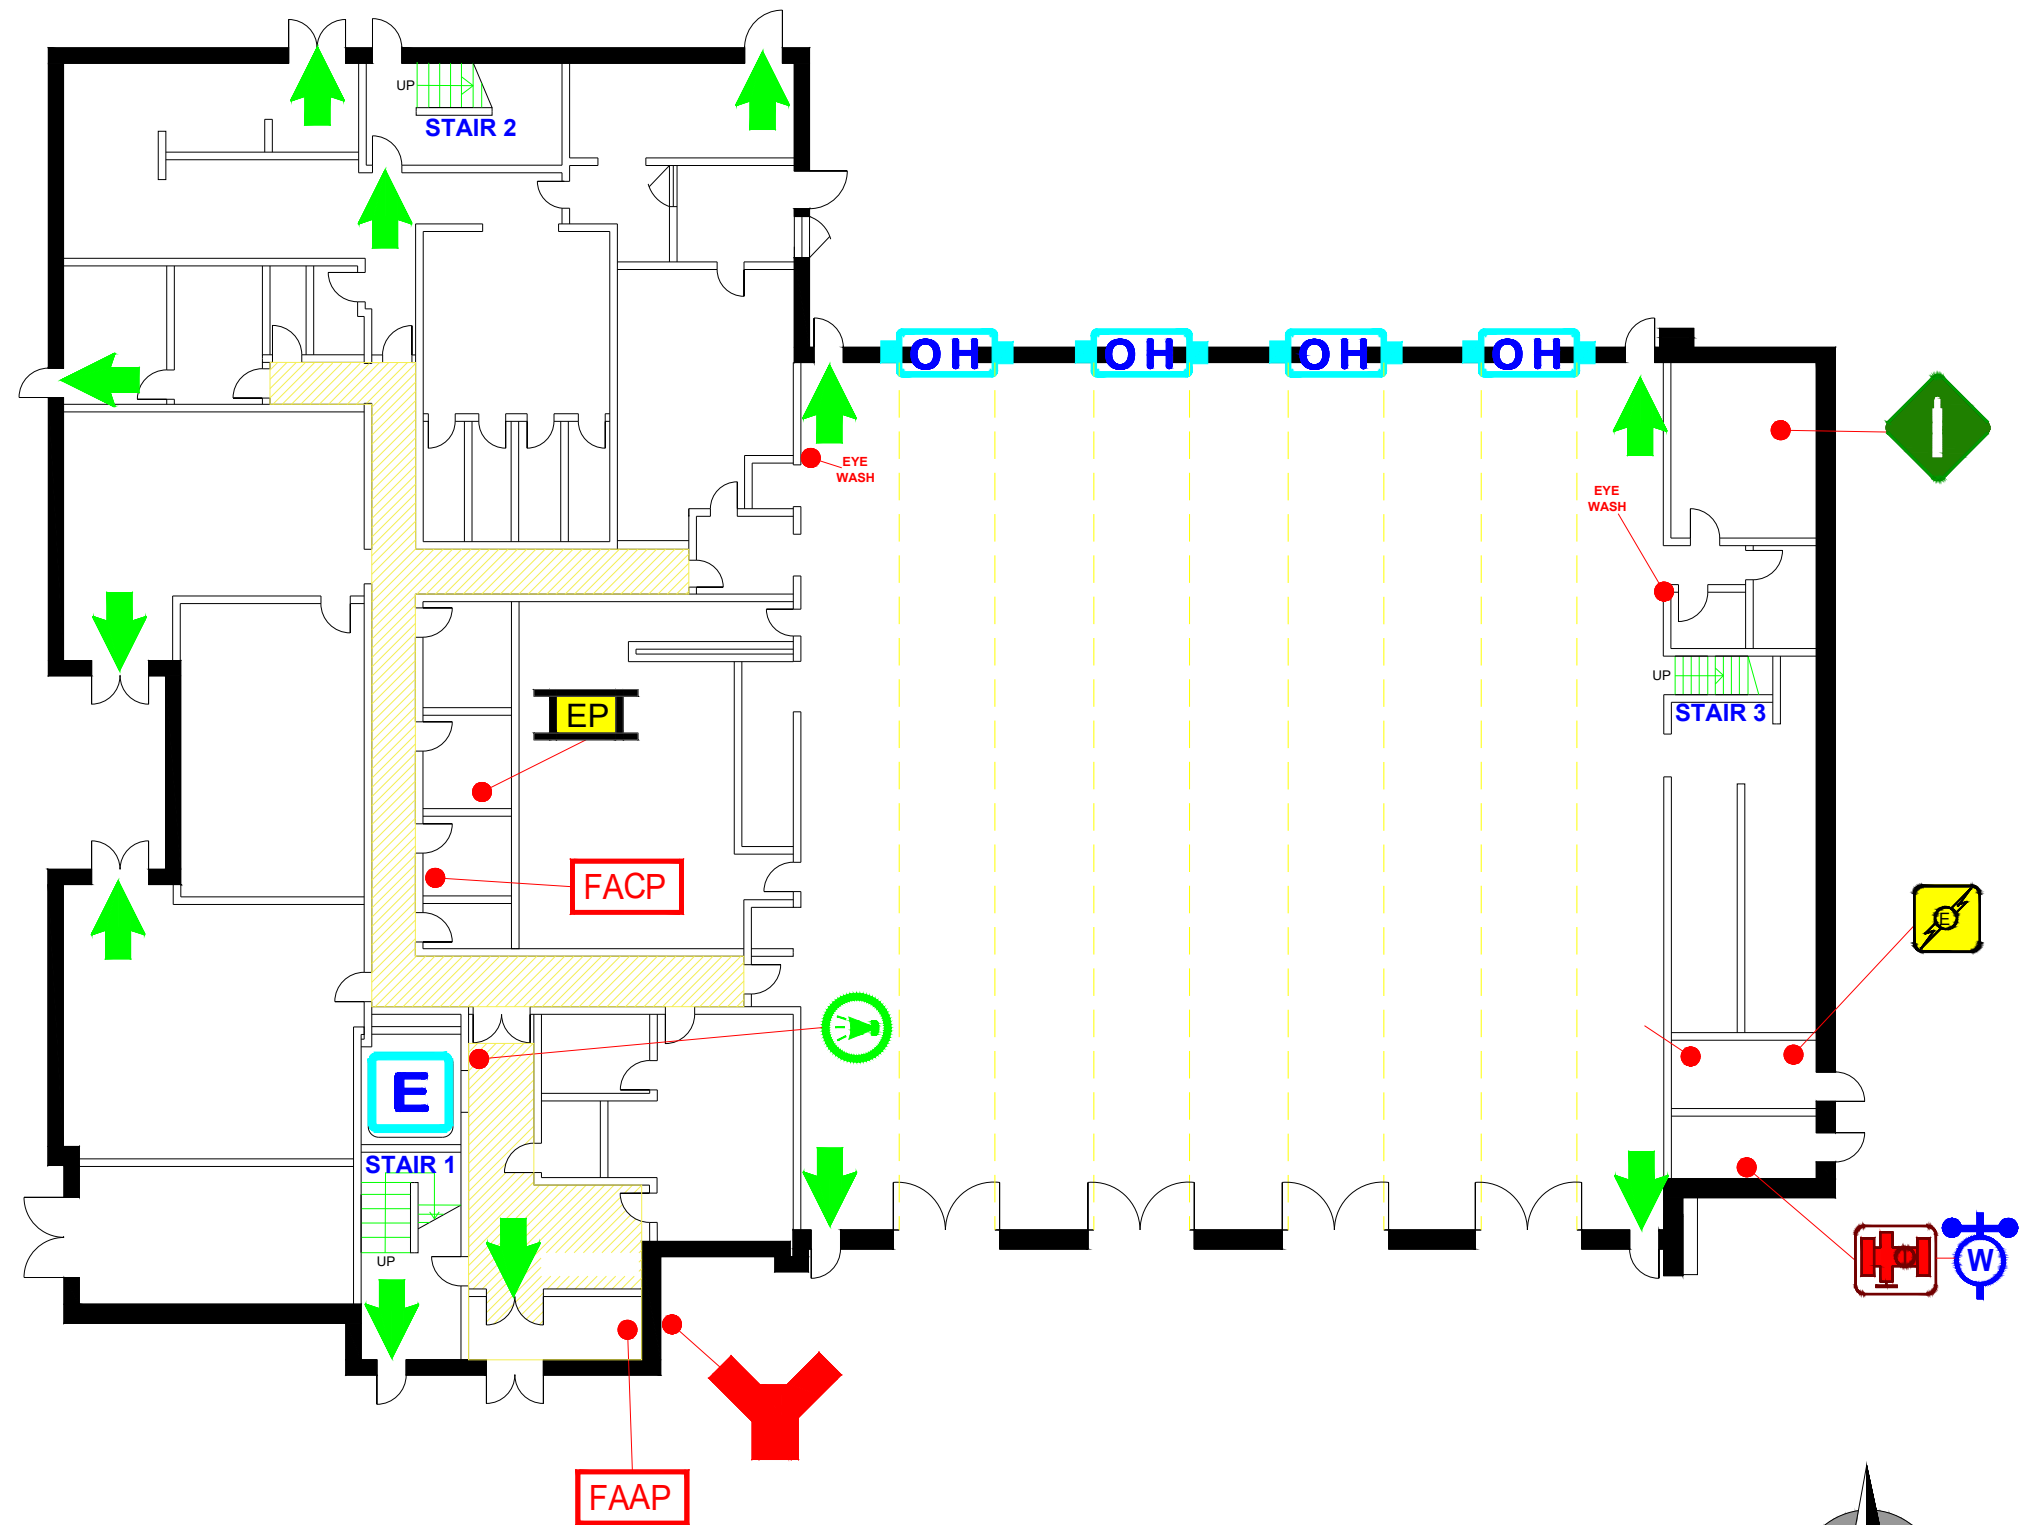 UP
STAIR 2
OH
OH
OH
OH
EYE
WASH
EYE
WASH
UP
STAIR 3
EP
FACP
E
E
STAIR 1
UP
W
FAAP